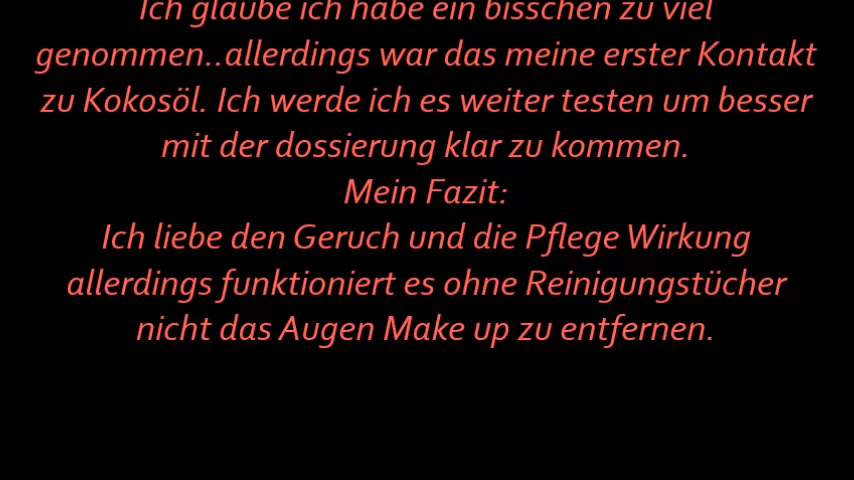 Ich glaube ich habe ein bisschen zu viel
genommen..allerdings war das meine erster Kontakt
zu Kokosöl. Ich werde ich es weiter testen um besser
mit der dossierung klar zu kommen.
Mein Fazit:
Ich liebe den Geruch und die Pflege Wirkung
allerdings funktioniert es ohne Reinigungstücher
nicht das Augen Make up zu entfernen.